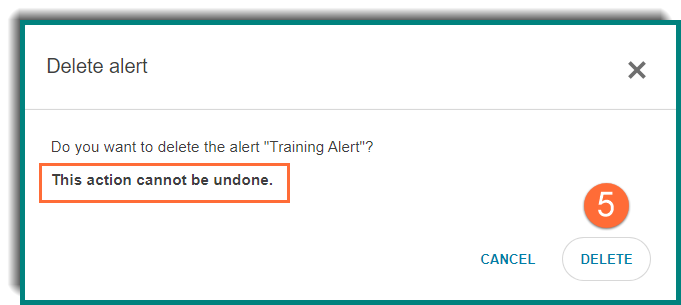 Delete alert
Do you want to delete the alert "Training Alert"?
This action cannot be undone.
5
CANCEL DELETE